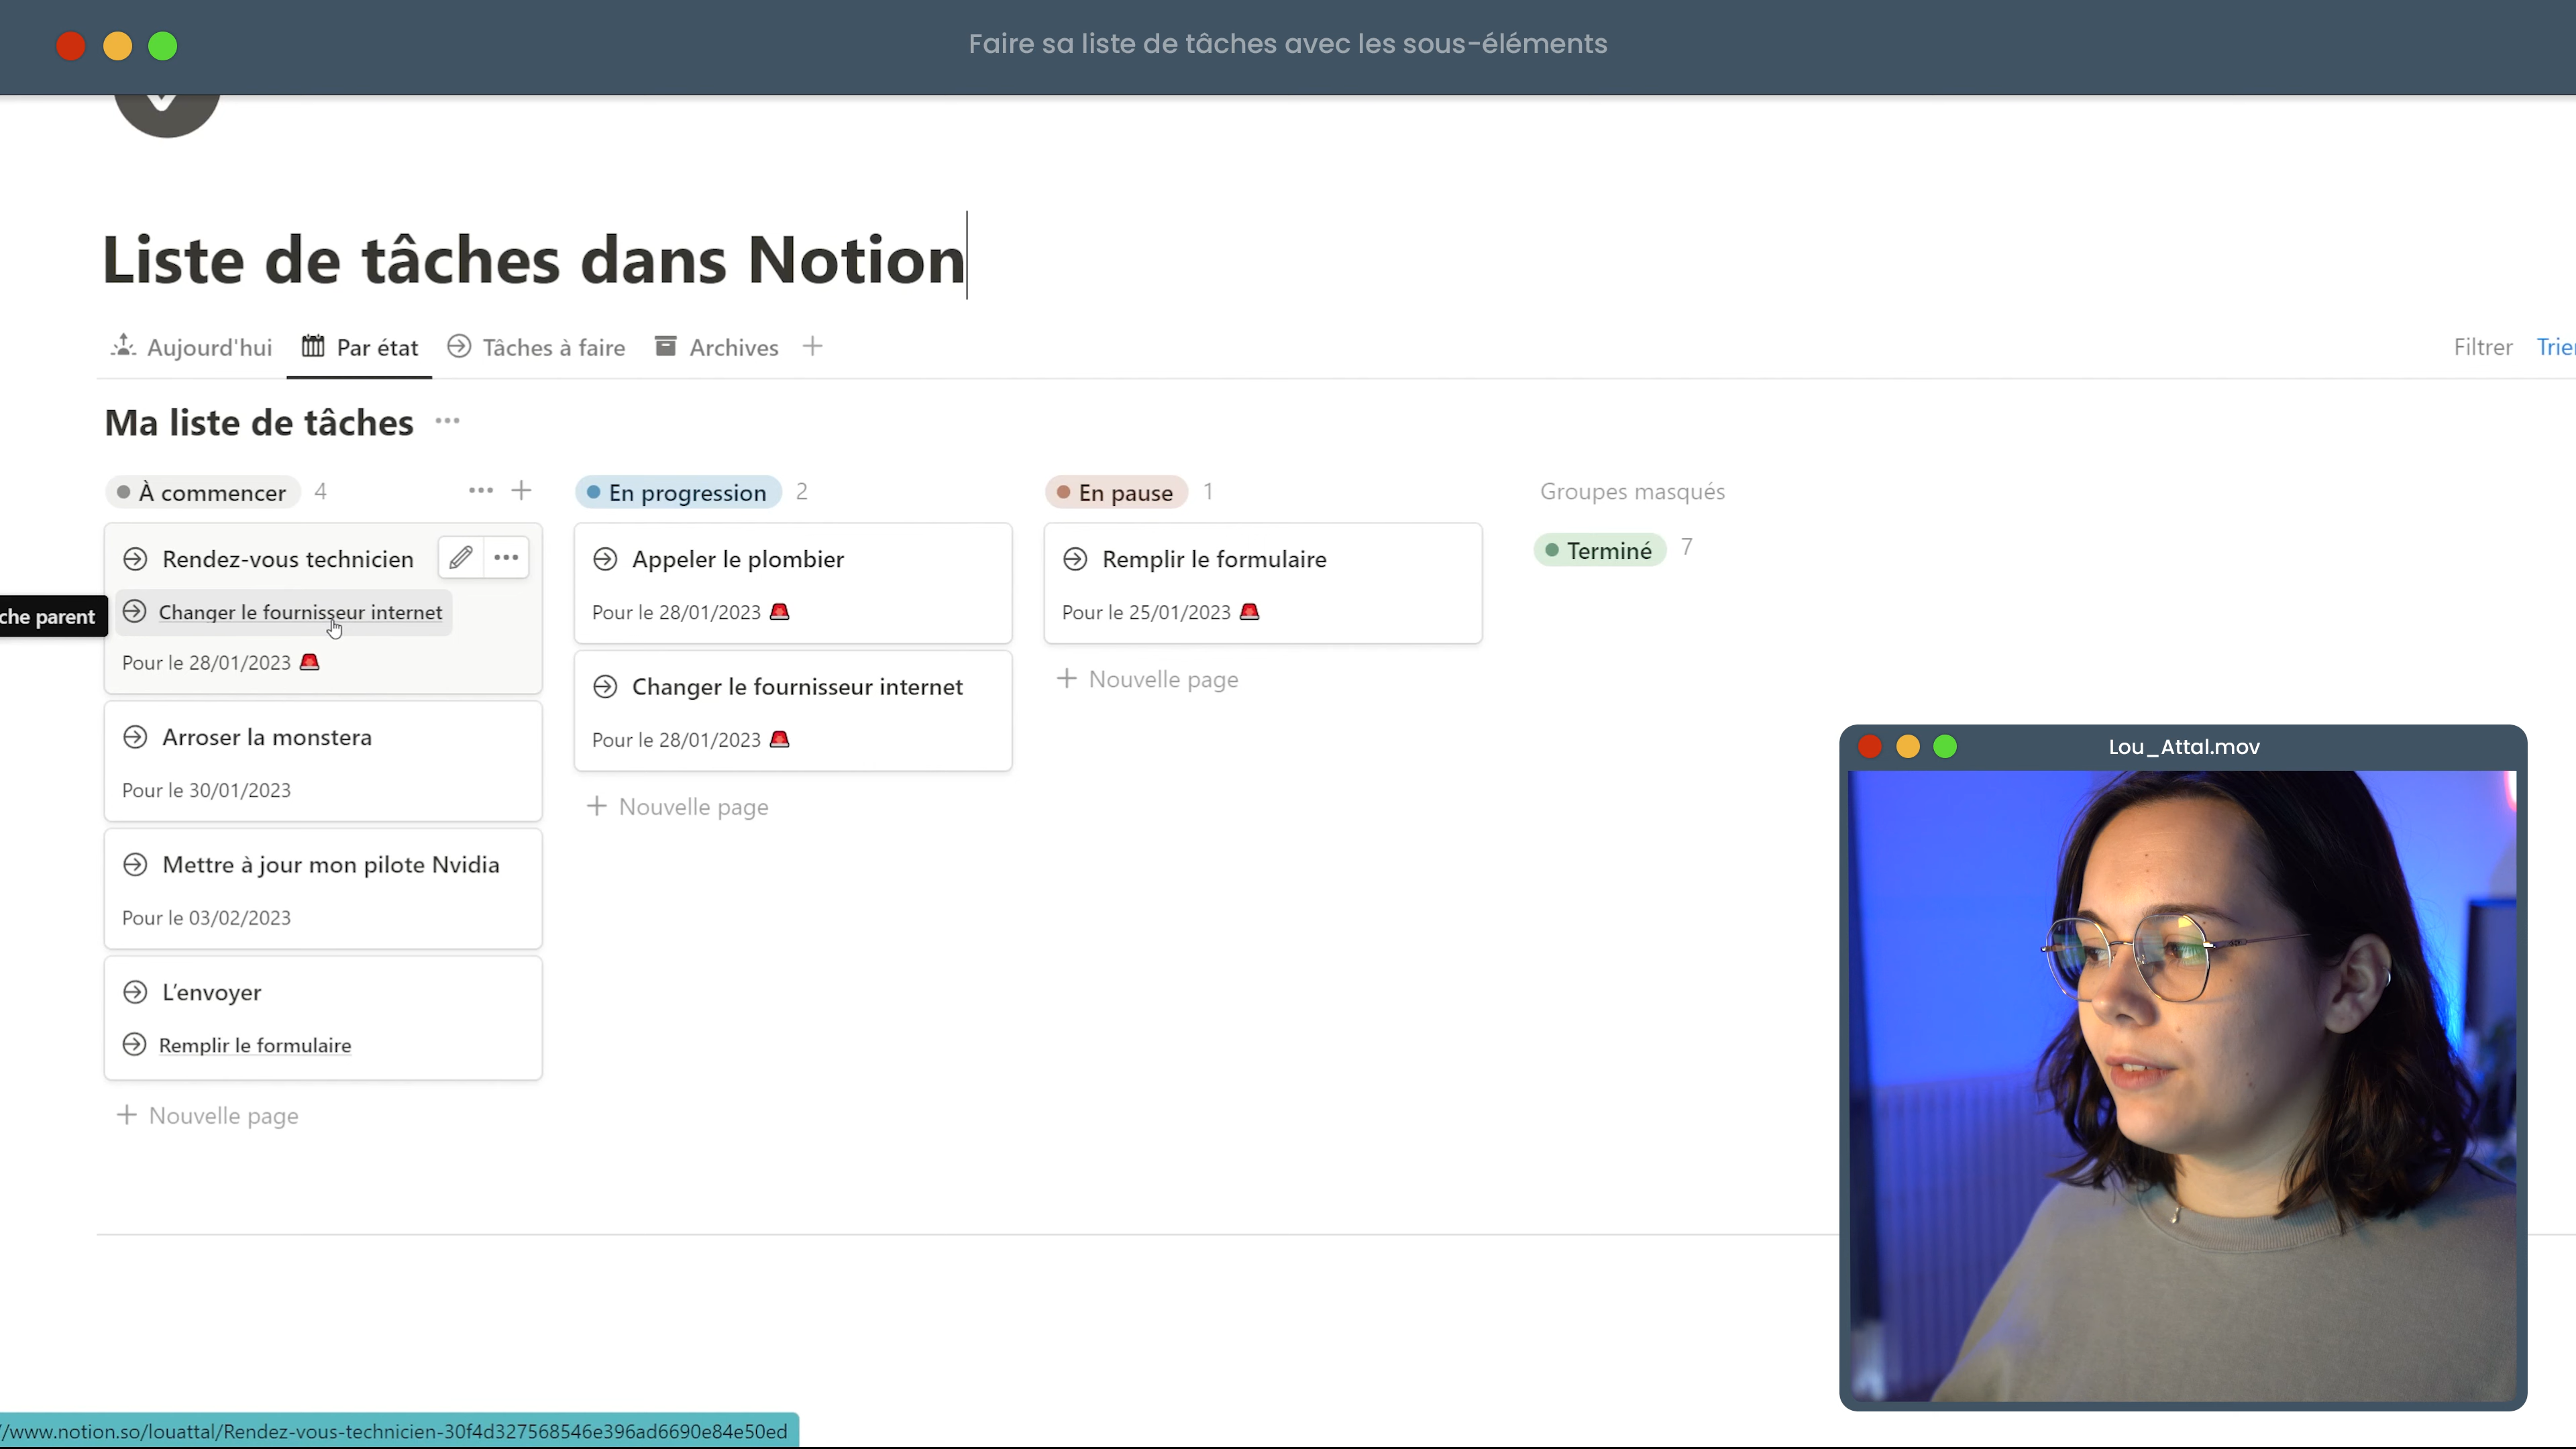 Faire sa liste de tâches avec les sous-éléments
Liste de tâches dans Notion
Aujourd'hui Par état Tâches à faire Archives Filtrer
Ma liste de tâches
À commencer 4 En progression 2 En pause 1 Groupes masqués
Terminé 7
Rendez-vous technicien
Changer le fournisseur internet
parent
Pour le 28/01/2023
Arroser la monstera
Pour le 30/01/2023
Mettre à jour mon pilote Nvidia
Pour le 03/02/2023
L'envoyer
Remplir le formulaire
Nouvelle page
Appeler le plombier
Pour le 28/01/2023
Changer le fournisseur internet
Pour le 28/01/2023
Nouvelle page
Remplir le formulaire
Pour le 25/01/2023
Nouvelle page
Lou_Attal.mov
/www.notion.so/louattal/Rendez-vous-technicien-30f4d327568546e396ad6690e84e50ed